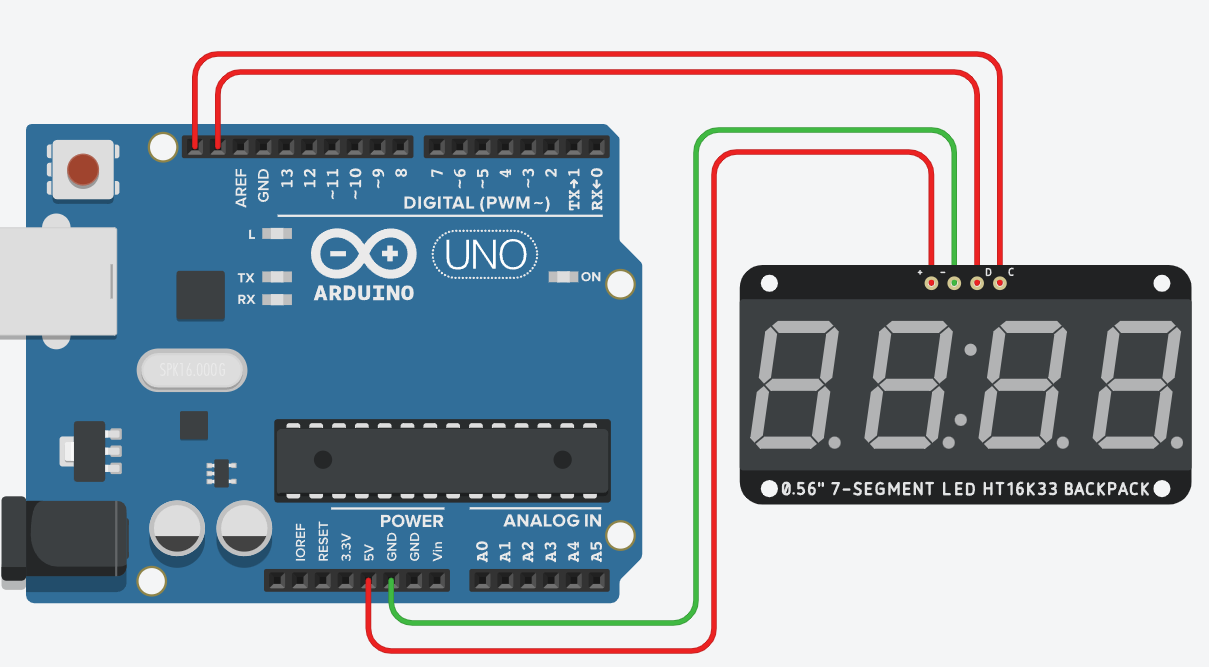 AREF
GND
13
12
~11
~10
~9
8
7
~6
~5
4
~3
2
TX→1
RX←0
DIGITAL (PWM~)
L
TX
RX
UNO
ON
ARDUINO
+ - D C
SPK16.000G
0.56" 7-SEGMENT LED HT16K33 BACKPACK
POWER
ANALOG IN
IOREF
RESET
3.3V
5V
GND
GND
Vin
A0
A1
A2
A3
A4
A5